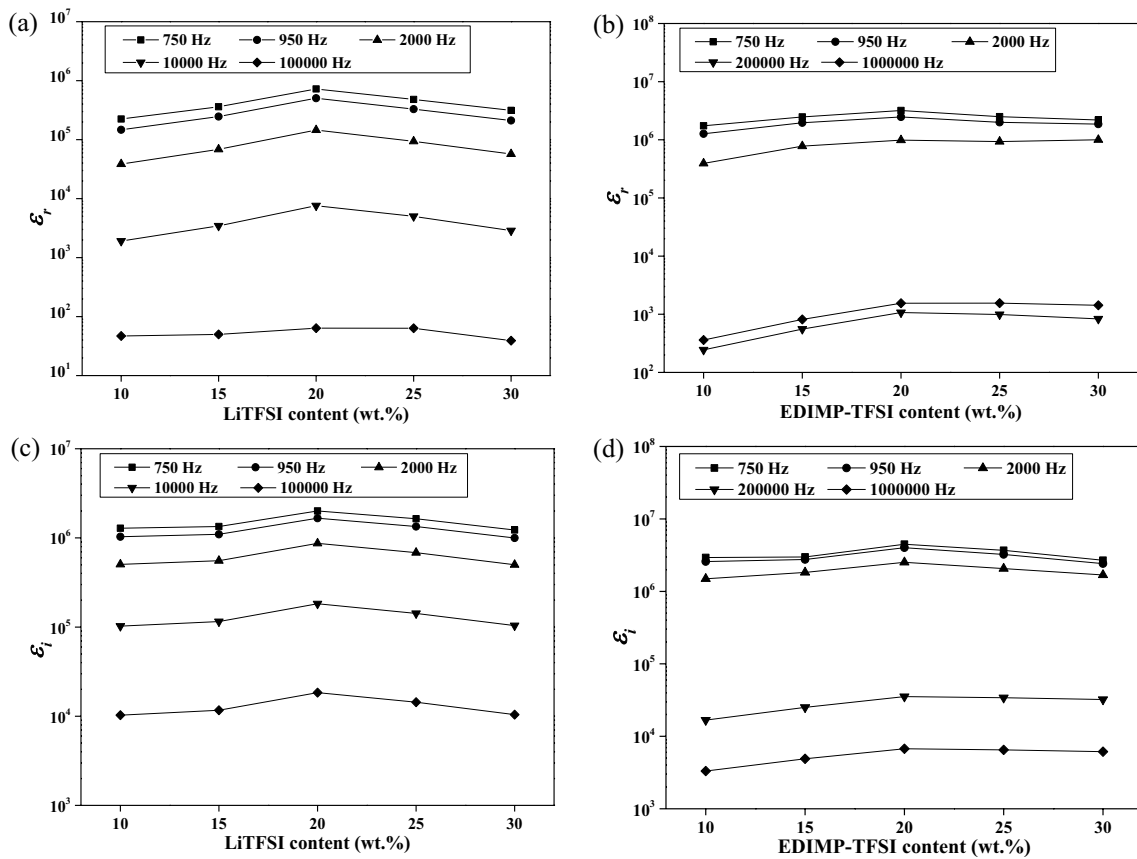 (a)
10^7
10^6
10^5
10^4
10^3
10^2
10^1
ε_r
750 Hz 950 Hz 2000 Hz
10000 Hz 100000 Hz
10 15 20 25 30
LiTFSI content (wt.%)
(b)
10^8
10^7
10^6
10^5
10^4
10^3
10^2
ε_r
750 Hz 950 Hz 2000 Hz
200000 Hz 1000000 Hz
10 15 20 25 30
EDIMP-TFSI content (wt.%)
(c)
10^7
10^6
10^5
10^4
10^3
ε_i
750 Hz 950 Hz 2000 Hz
10000 Hz 100000 Hz
10 15 20 25 30
LiTFSI content (wt.%)
(d)
10^8
10^7
10^6
10^5
10^4
10^3
ε_i
750 Hz 950 Hz 2000 Hz
200000 Hz 1000000 Hz
10 15 20 25 30
EDIMP-TFSI content (wt.%)